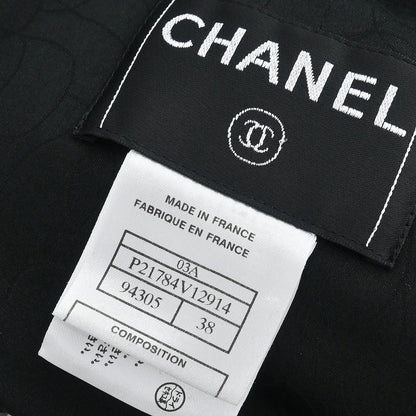 CHANEL
MADE IN FRANCE
FABRIQUE EN FRANCE
03A
P21784V12914
94305 38
COMPOSITION